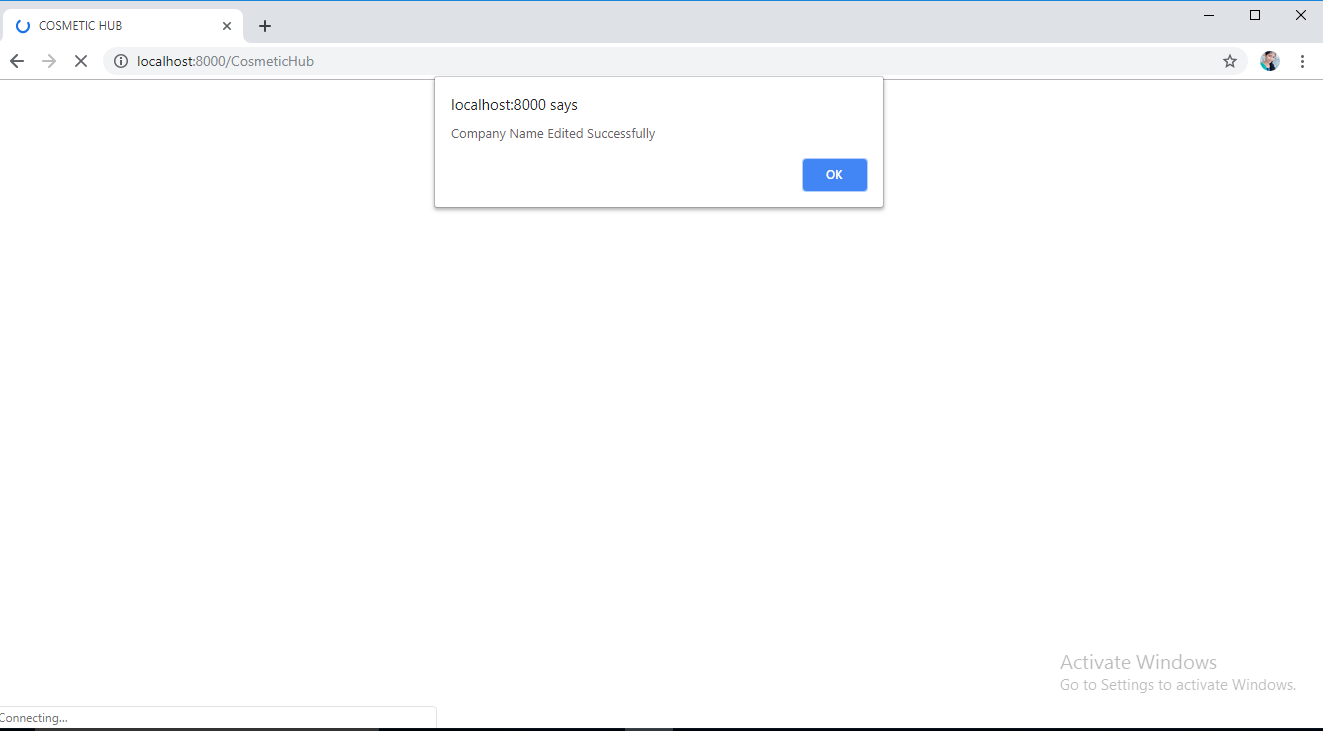 COSMETIC HUB
localhost:8000/CosmeticHub
localhost:8000 says
Company Name Edited Successfully
OK
Activate Windows
Go to Settings to activate Windows.
Connecting...